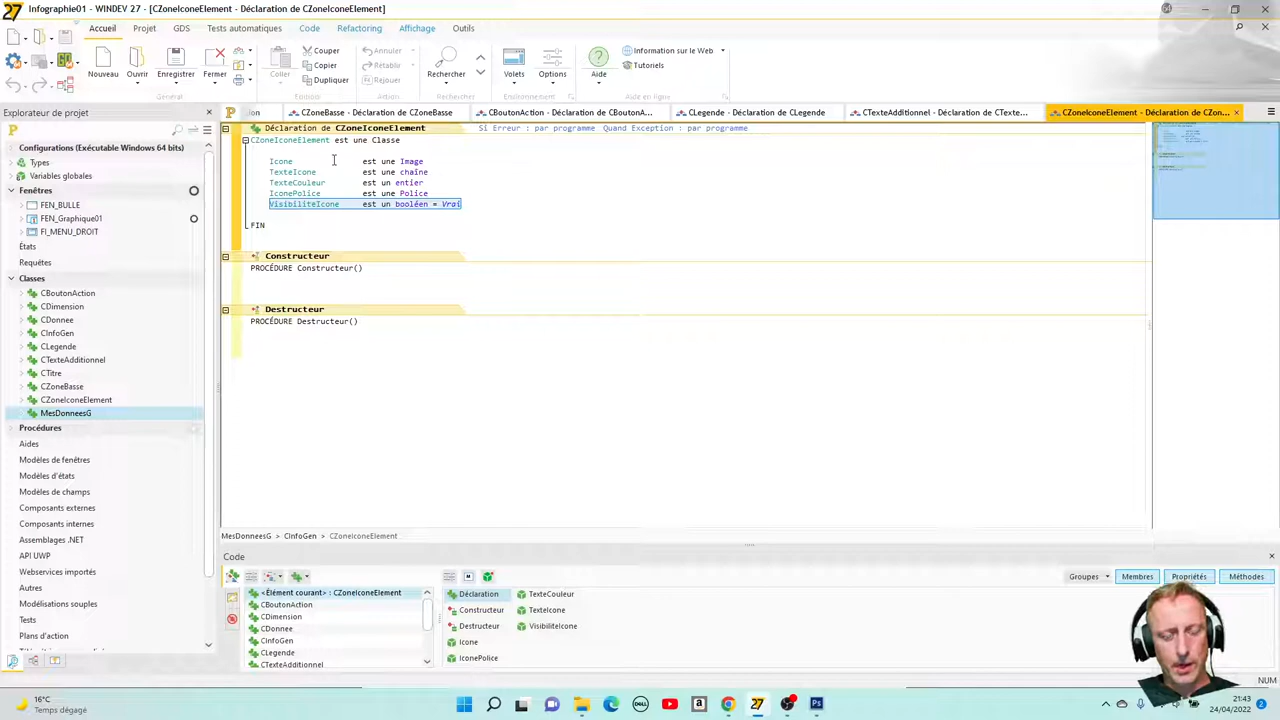 Infographie01 - WINDEV 27 - [CZoneIconeElement - Déclaration de CZoneIconeElement]
Accueil Projet GDS Tests automatiques Code Refactoring Affichage Outils
Nouveau Ouvrir Enregistrer Fermer
Coller Couper Copier Dupliquer
Annuler Rétablir Réjouer
Rechercher Volets Options Aide
Information sur le Web
Tutoriels
Général Edition Action Recherche Environnement Aide en ligne
Explorateur de projet
CZoneBasse - Déclaration de CZoneBasse CBoutonAction - Déclaration de CBoutonA... CLegende - Déclaration de CLegende CTexteAdditionnel - Déclaration de CTexte... CZoneIconeElement - Déclaration de CZon...
Configurations (Exécutable Windows 64 bits)
Types
Variables globales
Fenêtres
FEN_BULLE
FEN_Graphique01
FI_MENU_DROIT
États
Requêtes
Classes
CBoutonAction
CDimension
CDonnee
CInfoGen
CLegende
CTexteAdditionnel
CTitre
CZoneBasse
CZoneIconeElement
MesDonneesG
Procédures
Aides
Modèles de fenêtres
Modèles d'états
Modèles de champs
Composants externes
Composants internes
Assemblages .NET
API UWP
Webservices importés
Autres
Modélisations souples
Tests
Plans d'action
Déclaration de CZoneIconeElement Si Erreur : par programme Quand Exception : par programme
CZoneIconeElement est une Classe
Icone est une Image
TexteIcone est une chaîne
TexteCouleur est un entier
IconePolice est une Police
VisibiliteIcone est un booléen = Vrai
FIN
Constructeur
PROCÉDURE Constructeur()
Destructeur
PROCÉDURE Destructeur()
MesDonneesG > CInfoGen > CZoneIconeElement
Code
Groupes Membres Propriétés Méthodes
<Élément courant> : CZoneIconeElement
CBoutonAction
CDimension
CDonnee
CInfoGen
CLegende
CTexteAdditionnel
Déclaration TexteCouleur
Constructeur TexteIcone
Destructeur VisibiliteIcone
Icone
IconePolice
NUM
16°C
Temps dégagé
21:43
24/04/2022